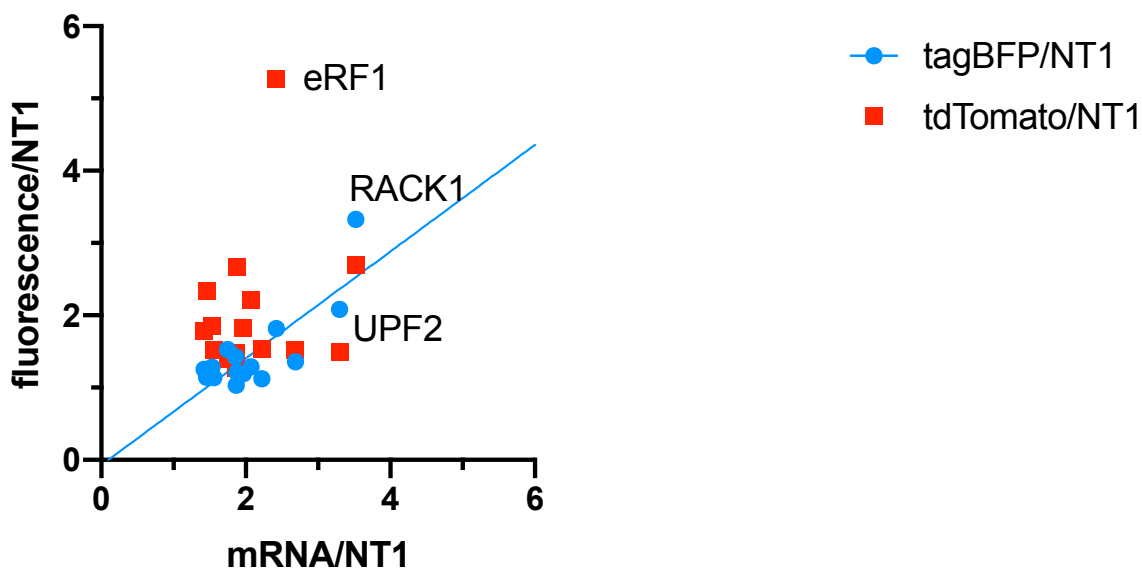 6
eRF1
tagBFP/NT1
tdTomato/NT1
4
RACK1
fluorescence/NT1
2
UPF2
0
0 2 4 6
mRNA/NT1